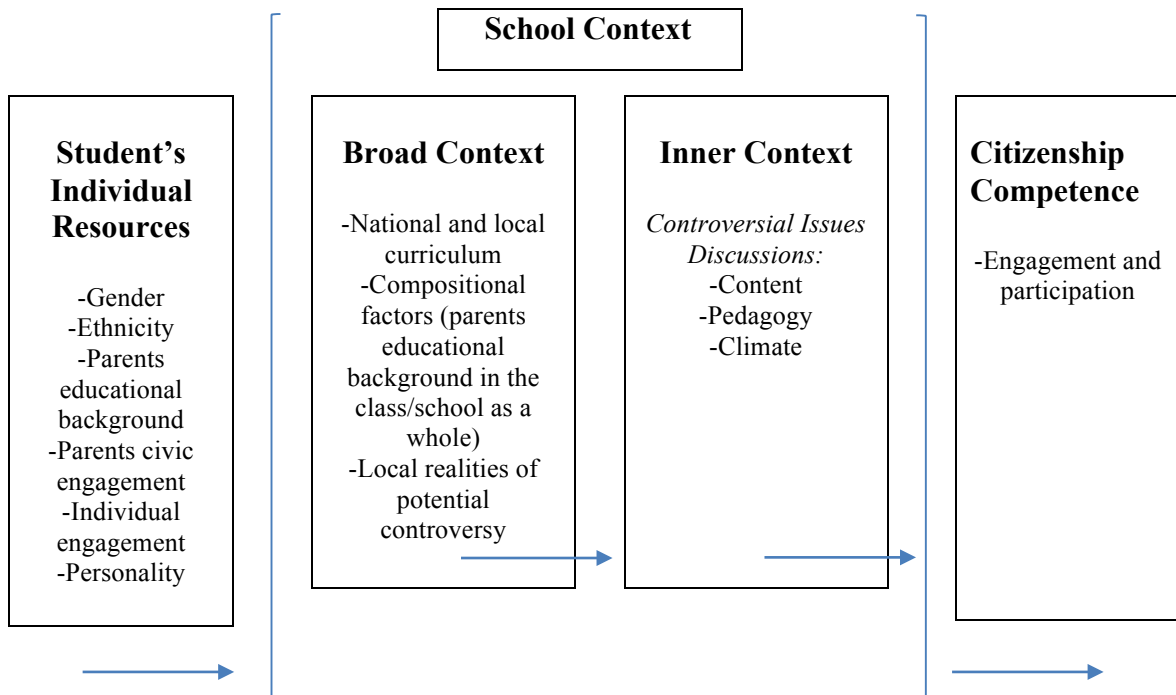 School Context
Student’s
Individual
Resources
-Gender
-Ethnicity
-Parents
educational
background
-Parents civic
engagement
-Individual
engagement
-Personality
Broad Context
-National and local
curriculum
-Compositional
factors (parents
educational
background in the
class/school as a
whole)
-Local realities of
potential
controversy
Inner Context
Controversial Issues
Discussions:
-Content
-Pedagogy
-Climate
Citizenship
Competence
-Engagement and
participation